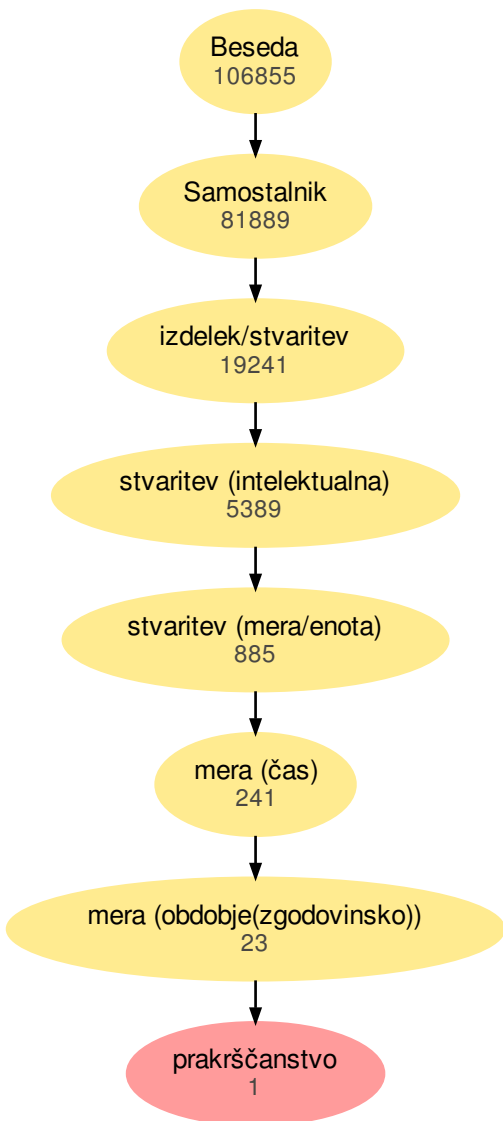 Beseda
106855
Samostalnik
81889
izdelek/stvaritev
19241
stvaritev (intelektualna)
5389
stvaritev (mera/enota)
885
mera (čas)
241
mera (obdobje(zgodovinsko))
23
prakrščanstvo
1